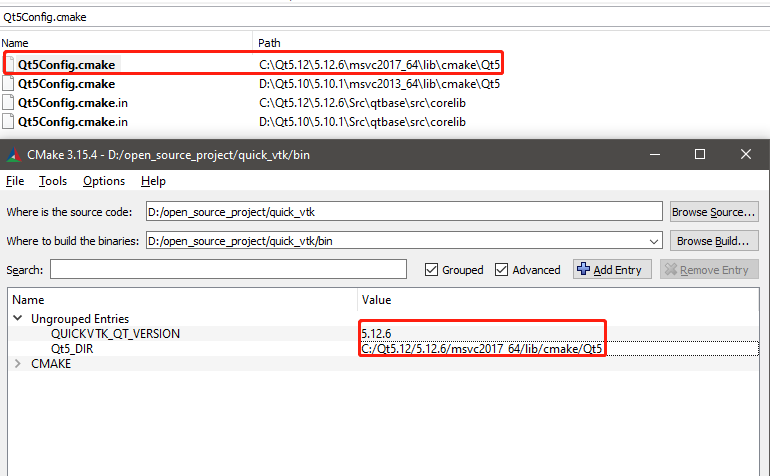 Qt5Config.cmake
Name Path
Qt5Config.cmake C:\Qt5.12\5.12.6\msvc2017_64\lib\cmake\Qt5
Qt5Config.cmake D:\Qt5.10\5.10.1\msvc2013_64\lib\cmake\Qt5
Qt5Config.cmake.in C:\Qt5.12\5.12.6\Src\qtbase\src\corelib
Qt5Config.cmake.in D:\Qt5.10\5.10.1\Src\qtbase\src\corelib
CMake 3.15.4 - D:/open_source_project/quick_vtk/bin
File Tools Options Help
Where is the source code: D:/open_source_project/quick_vtk Browse Source...
Where to build the binaries: D:/open_source_project/quick_vtk/bin Browse Build...
Search: Grouped Advanced Add Entry Remove Entry
Name Value
Ungrouped Entries
QUICKVTK_QT_VERSION 5.12.6
Qt5_DIR C:/Qt5.12/5.12.6/msvc2017_64/lib/cmake/Qt5
CMAKE